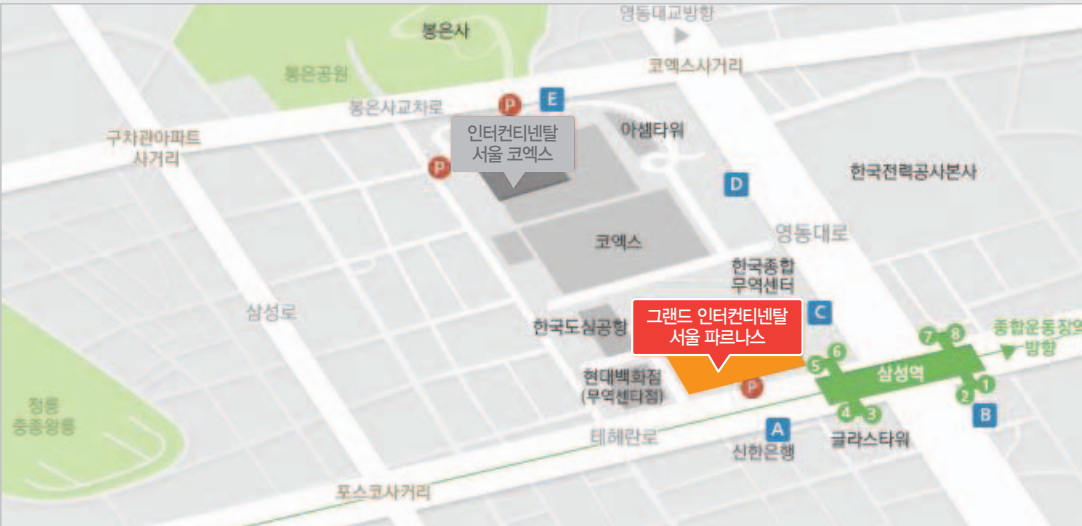 영동대교방향
봉은사
코엑스사거리
봉은공원
봉은사교차로
P
E
인터컨티넨탈
서울 코엑스
아셈타워
구차관아파트
사거리
P
D
한국전력공사본사
코엑스
영동대로
한국종합
무역센터
삼성로
C
그랜드 인터컨티넨탈
서울 파르나스
한국도심공항
7
8
종합운동장역
방향
6
5
삼성역
현대백화점
(무역센타점)
P
1
2
B
정릉
중종왕릉
4
3
테헤란로
A
신한은행
글라스타워
포스코사거리